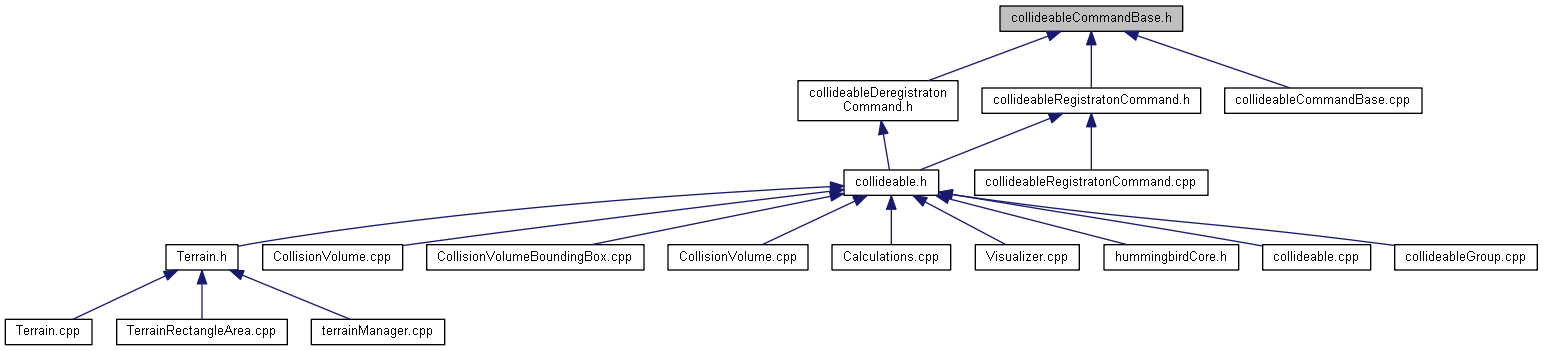 collideableCommandBase.h
collideableDeregistraton
Command.h
collideableRegistratonCommand.h
collideableCommandBase.cpp
collideable.h
collideableRegistratonCommand.cpp
Terrain.h
CollisionVolume.cpp
CollisionVolumeBoundingBox.cpp
CollisionVolume.cpp
Calculations.cpp
Visualizer.cpp
hummingbirdCore.h
collideable.cpp
collideableGroup.cpp
Terrain.cpp
TerrainRectangleArea.cpp
terrainManager.cpp